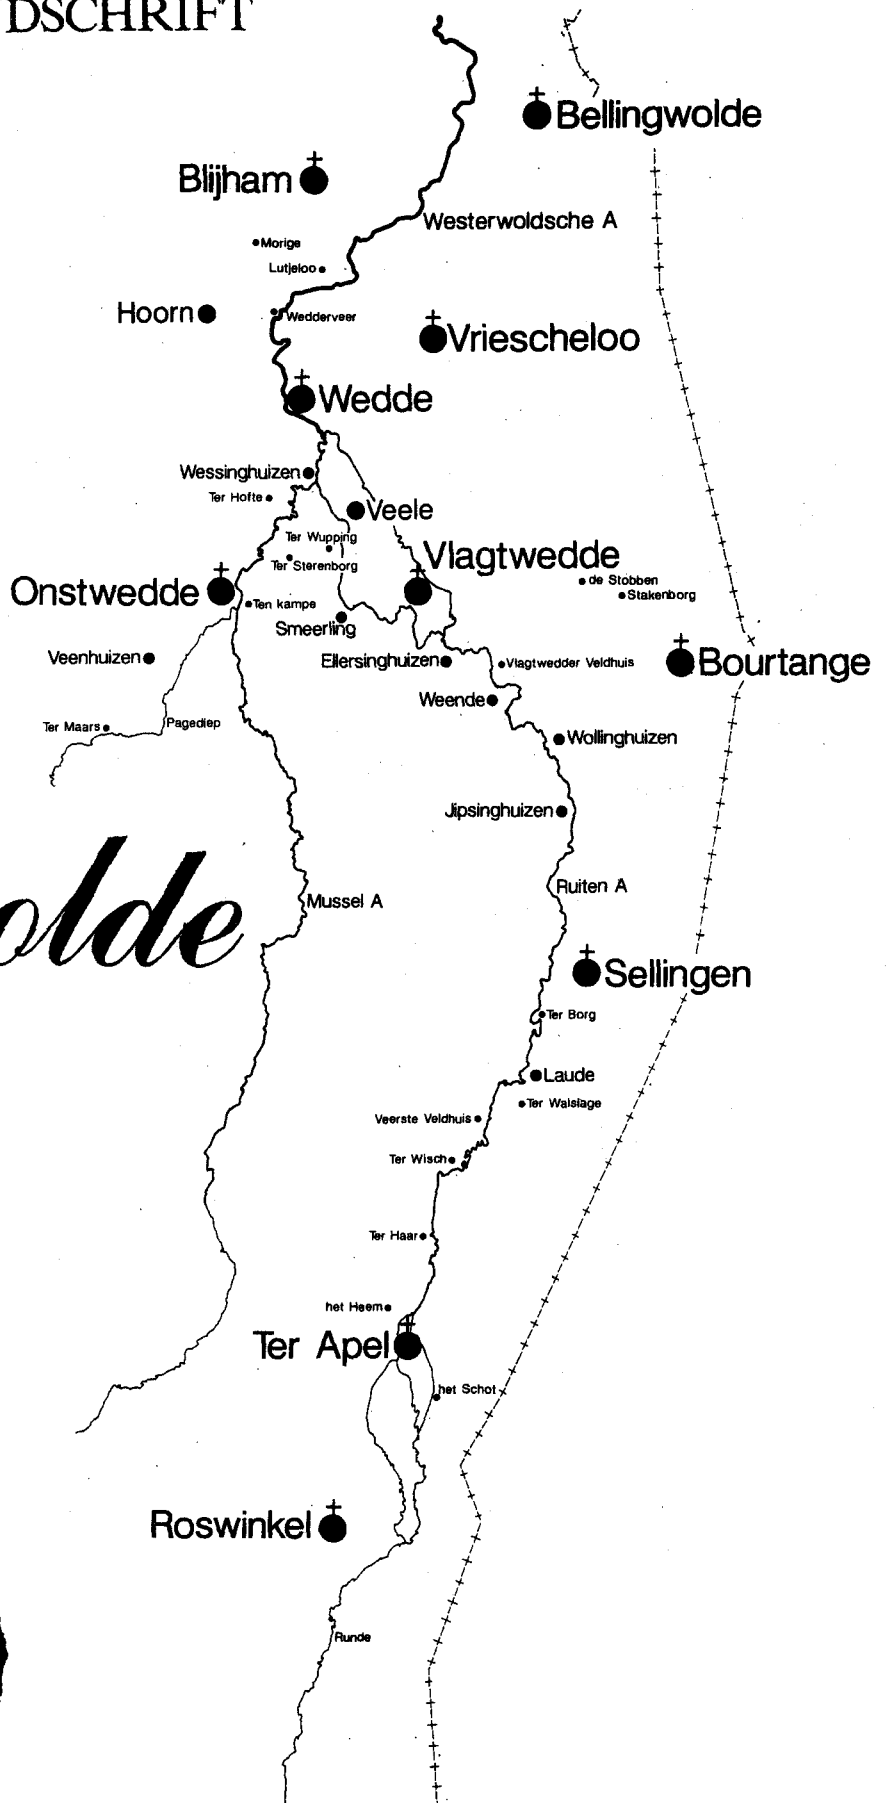 DSCHRIFT
Bellingwolde
Blijham
Westerwoldsche A
Morige
Lutjeloo
Hoorn
Wedderveer
Vriescheloo
Wedde
Wessinghuizen
Ter Hofte
Veele
Ter Wupping
Vlagtwedde
Ter Sterenborg
de Stobben
Onstwedde
Stakenborg
Ten kampe
Smeerling
Veenhuizen
Ellersinghuizen
Vlagtwedder Veldhuis
Bourtange
Weende
Ter Maars
Pagediep
Wollinghuizen
Jipsinghuizen
Ruiten A
Mussel A
olde
Sellingen
Ter Borg
Laude
Ter Walslage
Veerste Veldhuis
Ter Wisch
Ter Haar
het Heem
Ter Apel
het Schot
Roswinkel
Runde